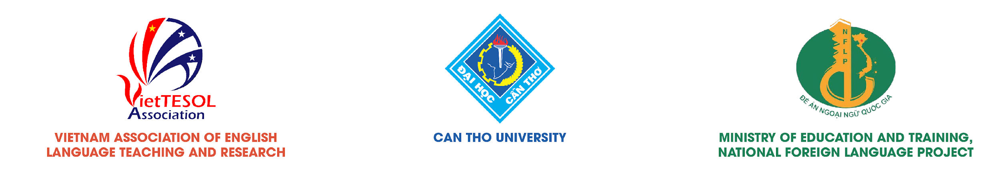 VietTESOL
Association
VIETNAM ASSOCIATION OF ENGLISH
LANGUAGE TEACHING AND RESEARCH
ĐẠI HỌC CẦN THƠ
CAN THO UNIVERSITY
NFLP
ĐỀ ÁN NGOẠI NGỮ QUỐC GIA
MINISTRY OF EDUCATION AND TRAINING,
NATIONAL FOREIGN LANGUAGE PROJECT